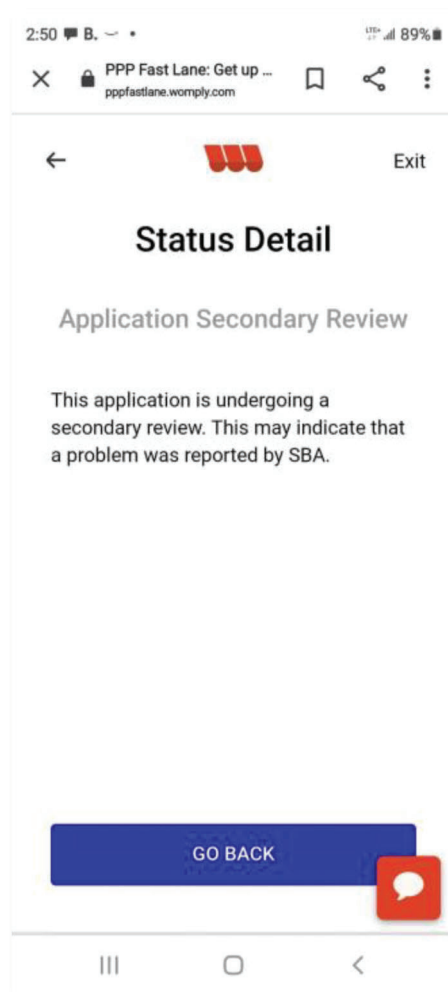 2:50 B. LTE+ 89%
PPP Fast Lane: Get up ...
pppfastlane.womply.com
Exit
Status Detail
Application Secondary Review
This application is undergoing a
secondary review. This may indicate that
a problem was reported by SBA.
GO BACK